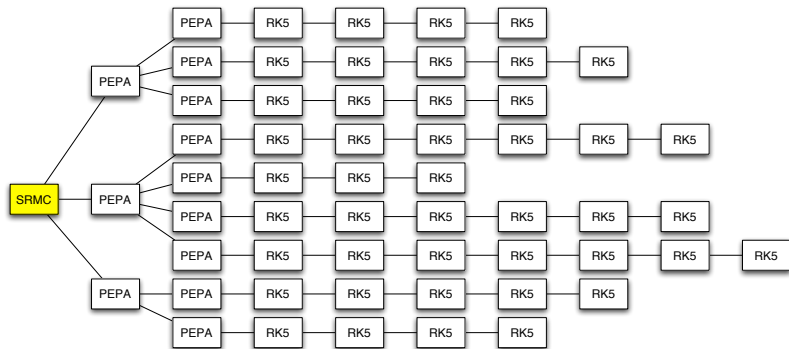 PEPA RK5 RK5 RK5 RK5
PEPA RK5 RK5 RK5 RK5 RK5
PEPA
PEPA RK5 RK5 RK5 RK5
PEPA RK5 RK5 RK5 RK5 RK5 RK5
PEPA RK5 RK5 RK5
SRMC PEPA
PEPA RK5 RK5 RK5 RK5 RK5 RK5
PEPA RK5 RK5 RK5 RK5 RK5 RK5 RK5
PEPA PEPA RK5 RK5 RK5 RK5 RK5
PEPA RK5 RK5 RK5 RK5